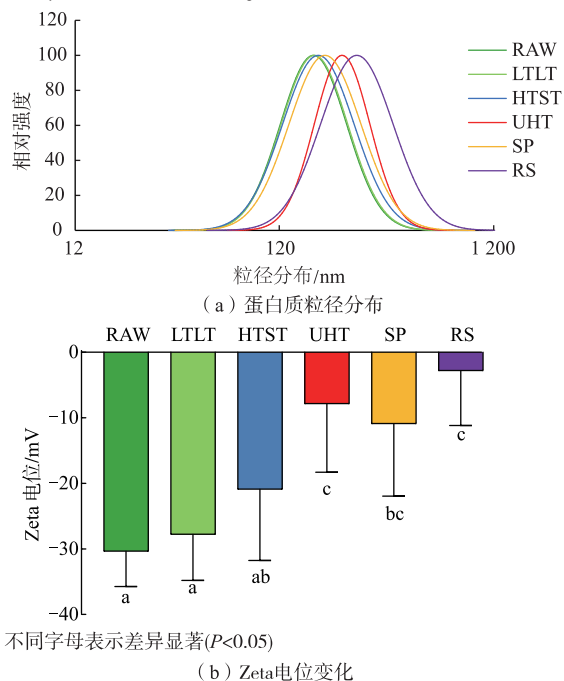 120
100
80
60
40
20
0
相对强度
RAW
LTLT
HTST
UHT
SP
RS
12
120
1 200
粒径分布/nm
（a）蛋白质粒径分布
RAW
LTLT
HTST
UHT
SP
RS
0
−10
−20
−30
−40
Zeta 电位/mV
a
a
ab
c
bc
c
不同字母表示差异显著(P<0.05)
（b）Zeta电位变化